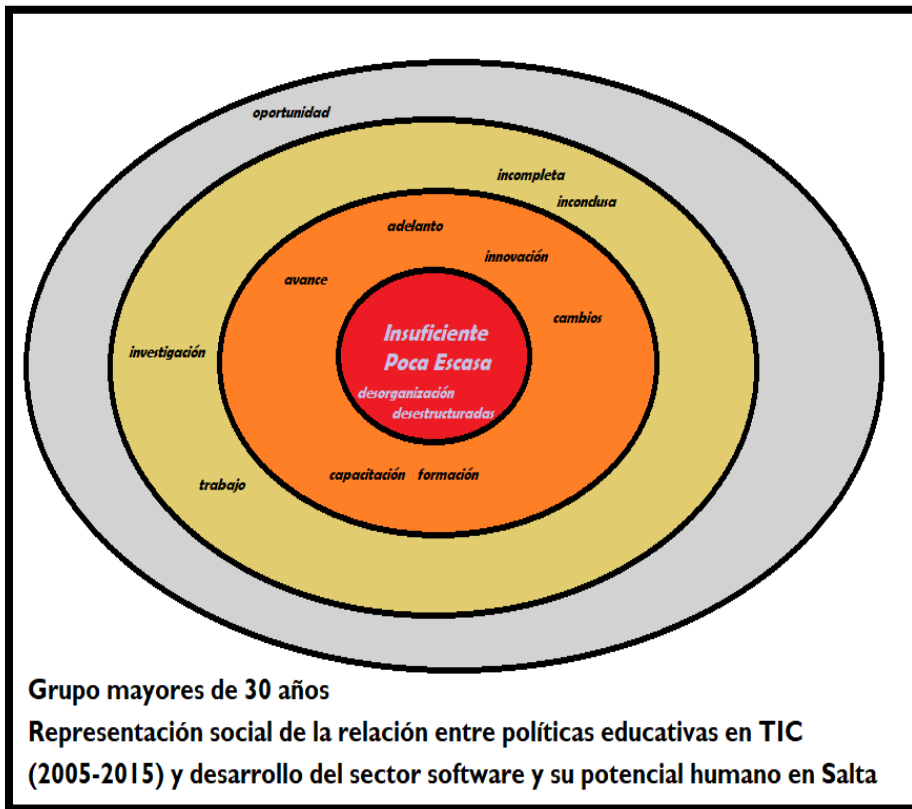 oportunidad
incompleta
inconclusa
adelanto
innovación
avance
cambios
Insuficiente
Poca Escasa
investigación
desorganización
desestructuradas
capacitación formación
trabajo
Grupo mayores de 30 años
Representación social de la relación entre políticas educativas en TIC
(2005-2015) y desarrollo del sector software y su potencial humano en Salta